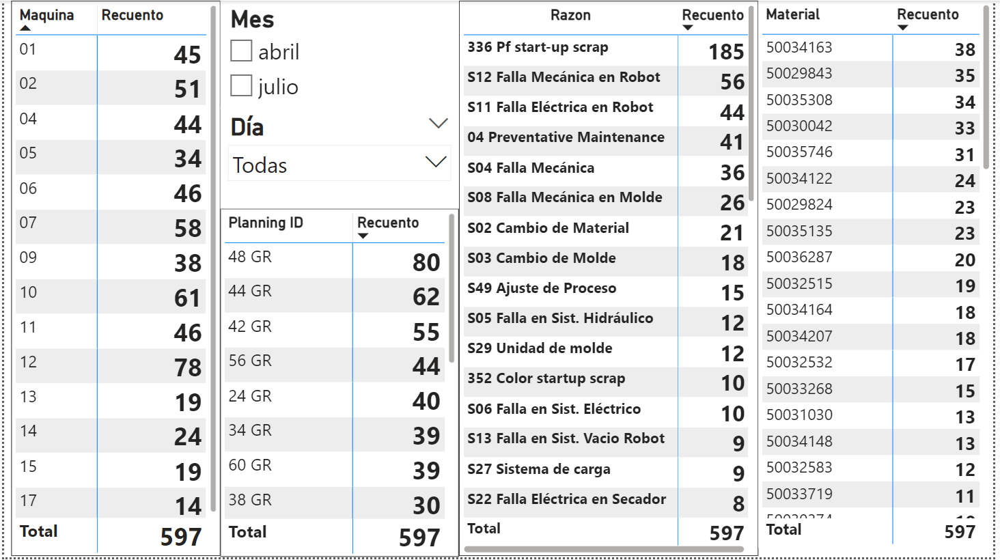 Maquina Recuento
01 45
02 51
04 44
05 34
06 46
07 58
09 38
10 61
11 46
12 78
13 19
14 24
15 19
17 14
Total 597
Mes
abril
julio
Día
Todas
Planning ID Recuento
48 GR 80
44 GR 62
42 GR 55
56 GR 44
24 GR 40
34 GR 39
60 GR 39
38 GR 30
Total 597
Razon Recuento
336 Pf start-up scrap 185
S12 Falla Mecánica en Robot 56
S11 Falla Eléctrica en Robot 44
04 Preventative Maintenance 41
S04 Falla Mecánica 36
S08 Falla Mecánica en Molde 26
S02 Cambio de Material 21
S03 Cambio de Molde 18
S49 Ajuste de Proceso 15
S05 Falla en Sist. Hidráulico 12
S29 Unidad de molde 12
352 Color startup scrap 10
S06 Falla en Sist. Eléctrico 10
S13 Falla en Sist. Vacio Robot 9
S27 Sistema de carga 9
S22 Falla Eléctrica en Secador 8
Total 597
Material Recuento
50034163 38
50029843 35
50035308 34
50030042 33
50035746 31
50034122 24
50029824 23
50035135 23
50036287 20
50032515 19
50034164 18
50034207 18
50032532 17
50033268 15
50031030 13
50034148 13
50032583 12
50033719 11
Total 597